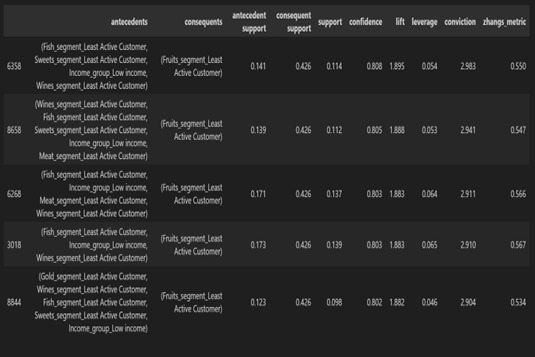 antecedents consequents antecedent support consequent support support confidence lift leverage conviction zhangs_metric
6358 (Fish_segment_Least Active Customer, Sweets_segment_Least Active Customer, Income_group_Low income, Wines_segment_Least Active Customer) (Fruits_segment_Least Active Customer) 0.141 0.426 0.114 0.808 1.895 0.054 2.983 0.550
8658 (Wines_segment_Least Active Customer, Fish_segment_Least Active Customer, Sweets_segment_Least Active Customer, Income_group_Low income, Meat_segment_Least Active Customer) (Fruits_segment_Least Active Customer) 0.139 0.426 0.112 0.805 1.888 0.053 2.941 0.547
6268 (Fish_segment_Least Active Customer, Income_group_Low income, Meat_segment_Least Active Customer, Wines_segment_Least Active Customer) (Fruits_segment_Least Active Customer) 0.171 0.426 0.137 0.803 1.883 0.064 2.911 0.566
3018 (Fish_segment_Least Active Customer, Income_group_Low income, Wines_segment_Least Active Customer) (Fruits_segment_Least Active Customer) 0.173 0.426 0.139 0.803 1.883 0.065 2.910 0.567
8844 (Gold_segment_Least Active Customer, Wines_segment_Least Active Customer, Fish_segment_Least Active Customer, Sweets_segment_Least Active Customer, Income_group_Low income) (Fruits_segment_Least Active Customer) 0.123 0.426 0.098 0.802 1.882 0.046 2.904 0.534